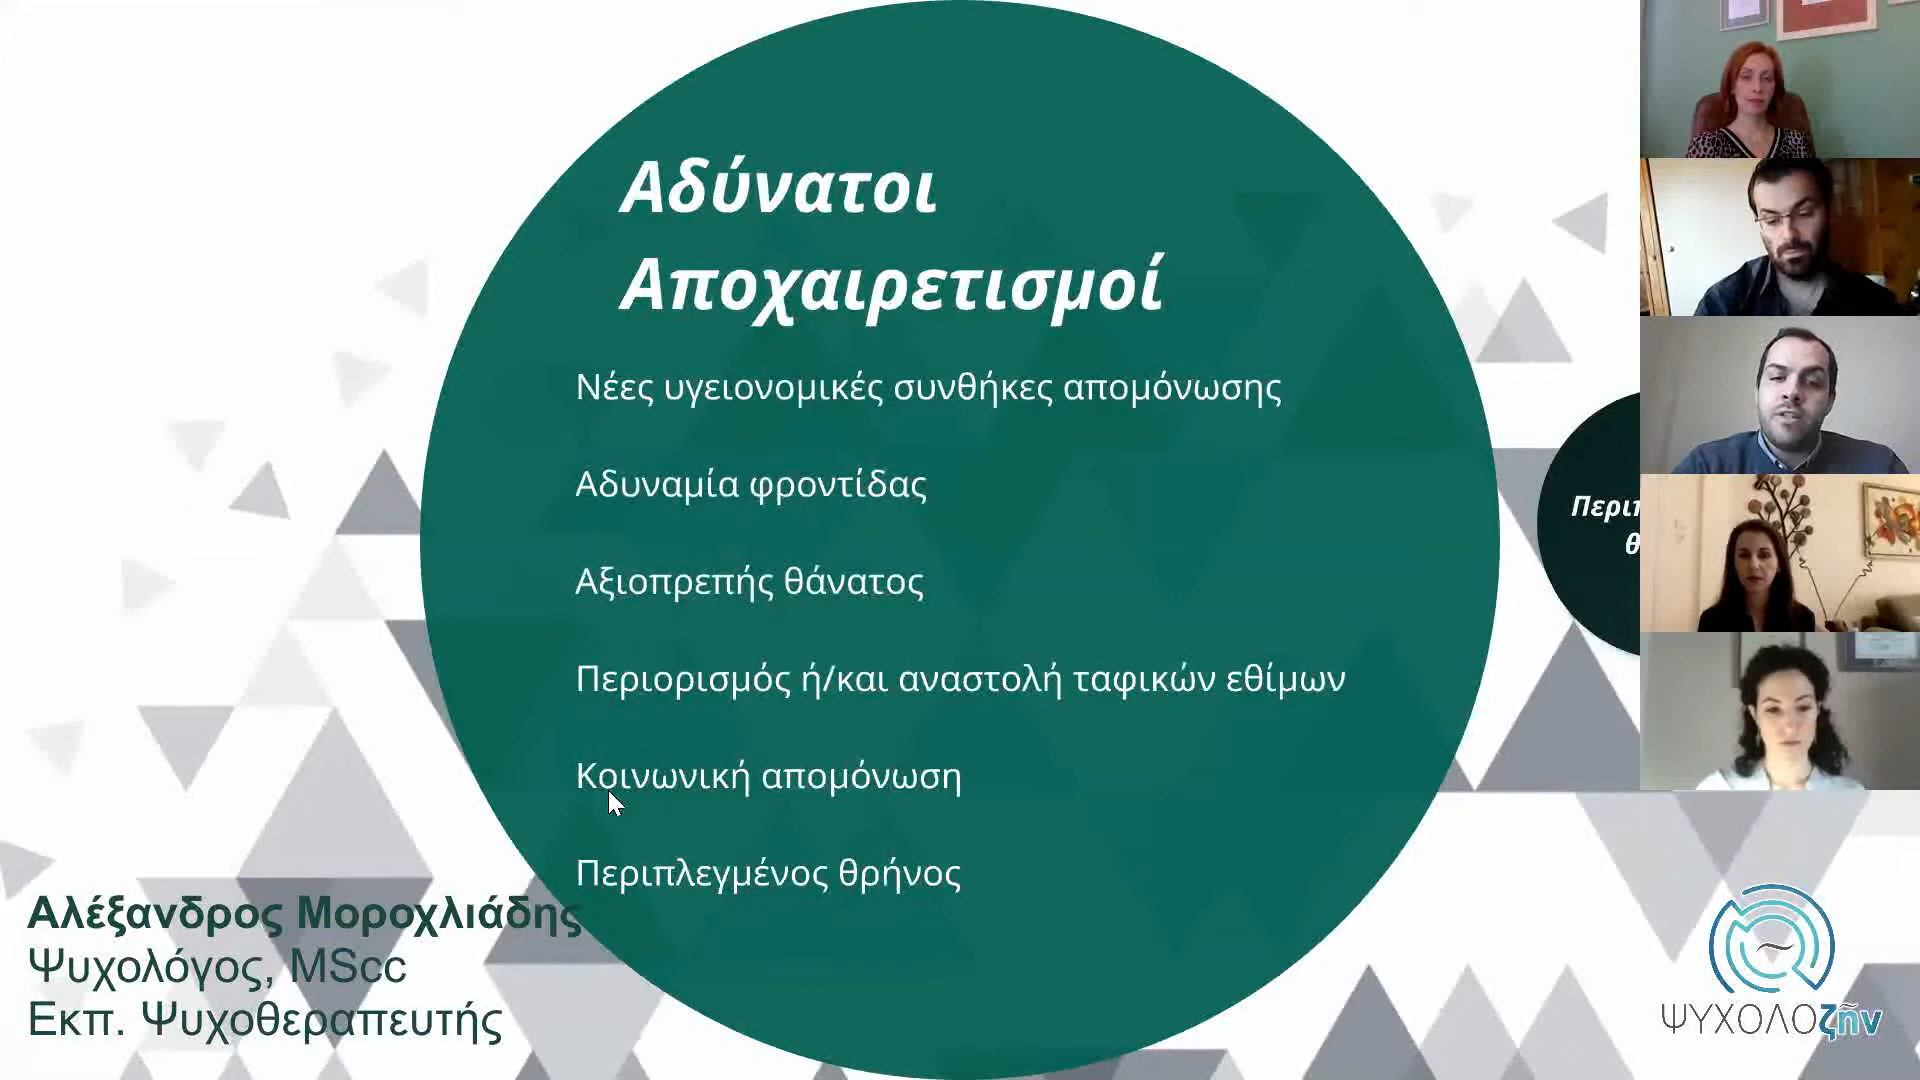 Αδύνατοι
Αποχαιρετισμοί
Νέες υγειονομικές συνθήκες απομόνωσης
Αδυναμία φροντίδας
Αξιοπρεπής θάνατος
Περιορισμός ή/και αναστολή ταφικών εθίμων
Κοινωνική απομόνωση
Περιπλεγμένος θρήνος
Αλέξανδρος Μοροχλιάδης
Ψυχολόγος, MScc
Εκπ. Ψυχοθεραπευτής
ΨΥΧΟΛΟζῆν